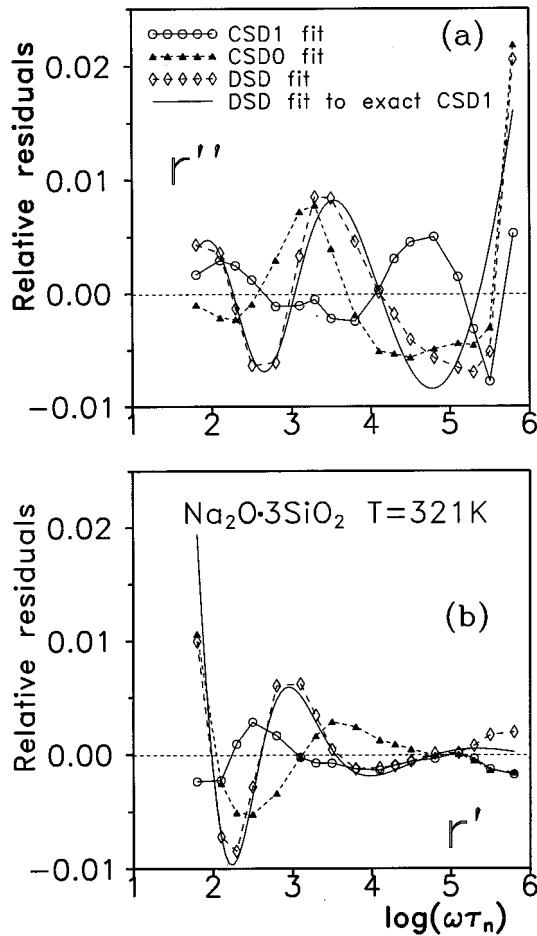 (a)
CSD1 fit
CSD0 fit
DSD fit
DSD fit to exact CSD1
r''
Relative residuals
0.02
0.01
0.00
−0.01
1 2 3 4 5 6
Na₂O·3SiO₂ T=321K
(b)
r'
Relative residuals
0.02
0.01
0.00
−0.01
1 2 3 4 5 6
log(ωτₙ)